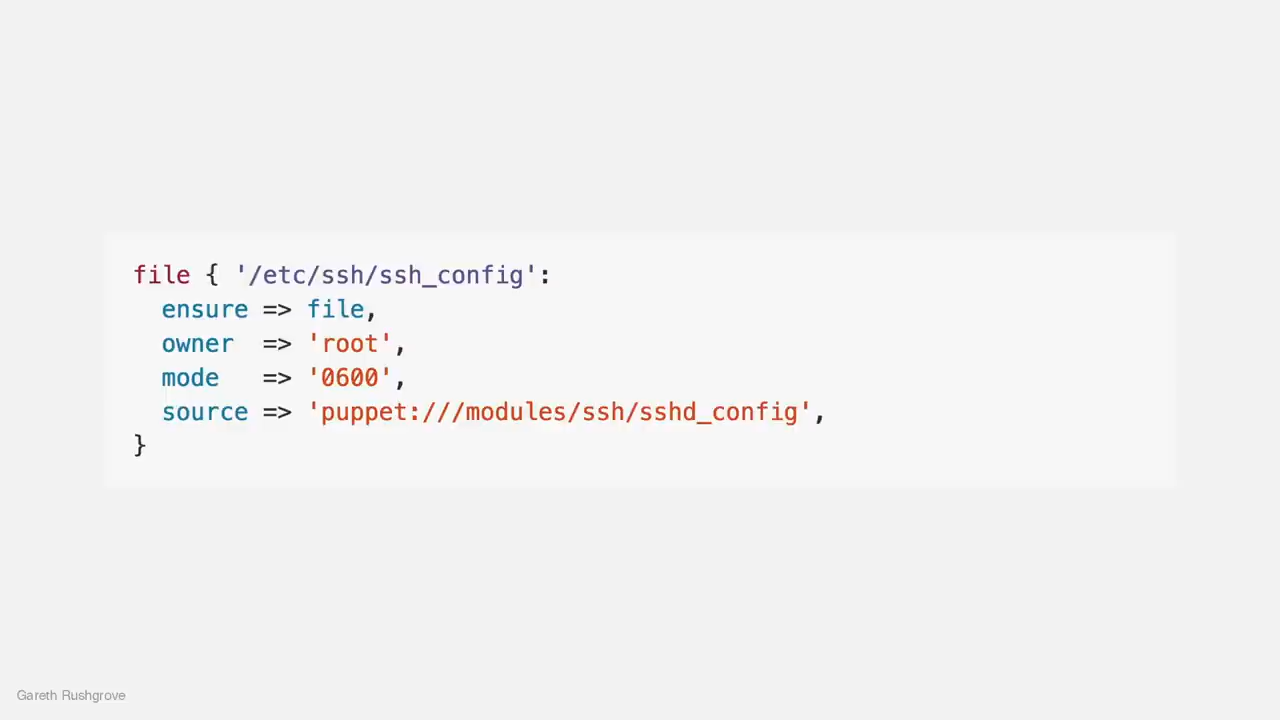 file { '/etc/ssh/ssh_config':
  ensure => file,
  owner  => 'root',
  mode   => '0600',
  source => 'puppet:///modules/ssh/sshd_config',
}
Gareth Rushgrove